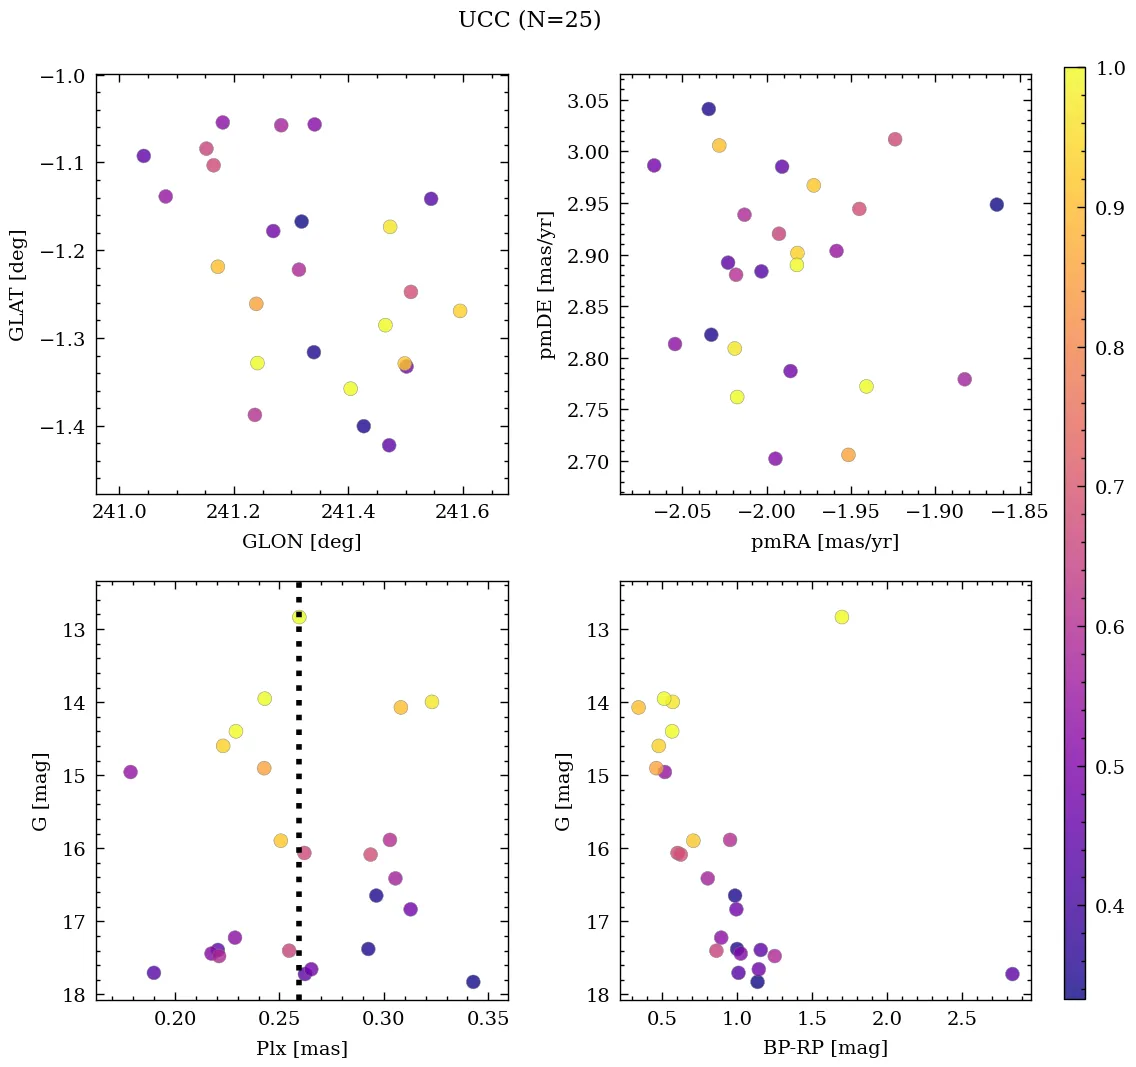 UCC (N=25)
−1.0
−1.1
−1.2
−1.3
−1.4
GLAT [deg]
241.0 241.2 241.4 241.6
GLON [deg]
3.05
3.00
2.95
2.90
2.85
2.80
2.75
2.70
pmDE [mas/yr]
−2.05 −2.00 −1.95 −1.90 −1.85
pmRA [mas/yr]
13
14
15
16
17
18
G [mag]
0.20 0.25 0.30 0.35
Plx [mas]
13
14
15
16
17
18
G [mag]
0.5 1.0 1.5 2.0 2.5
BP-RP [mag]
1.0
0.9
0.8
0.7
0.6
0.5
0.4